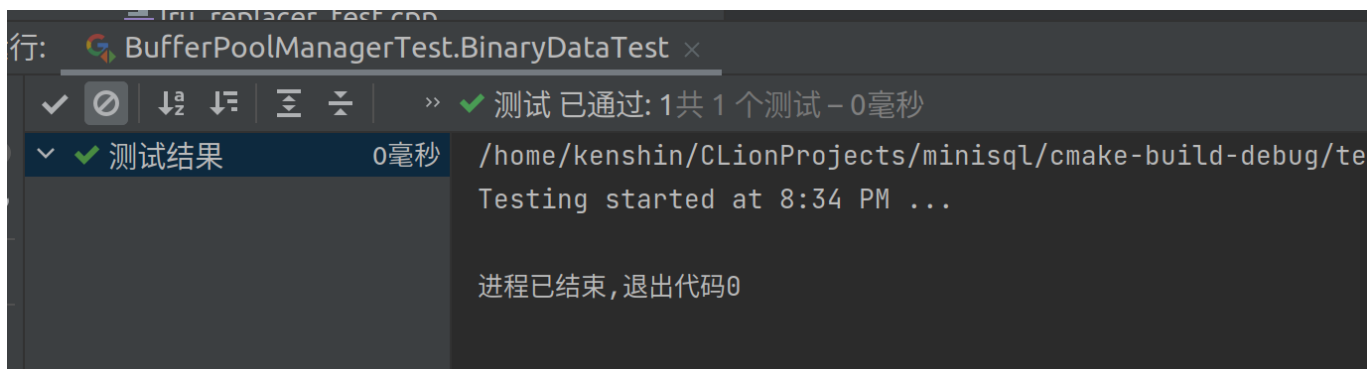 lru_replacer_test.cpp
行: BufferPoolManagerTest.BinaryDataTest
测试 已通过: 1共 1 个测试 – 0毫秒
测试结果 0毫秒
/home/kenshin/CLionProjects/minisql/cmake-build-debug/te
Testing started at 8:34 PM ...
进程已结束,退出代码0